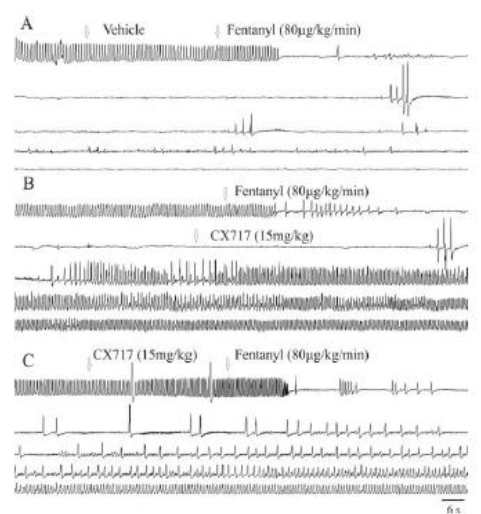 A
Vehicle Fentanyl (80µg/kg/min)
B
Fentanyl (80µg/kg/min)
CX717 (15mg/kg)
C
CX717 (15mg/kg) Fentanyl (80µg/kg/min)
6 s